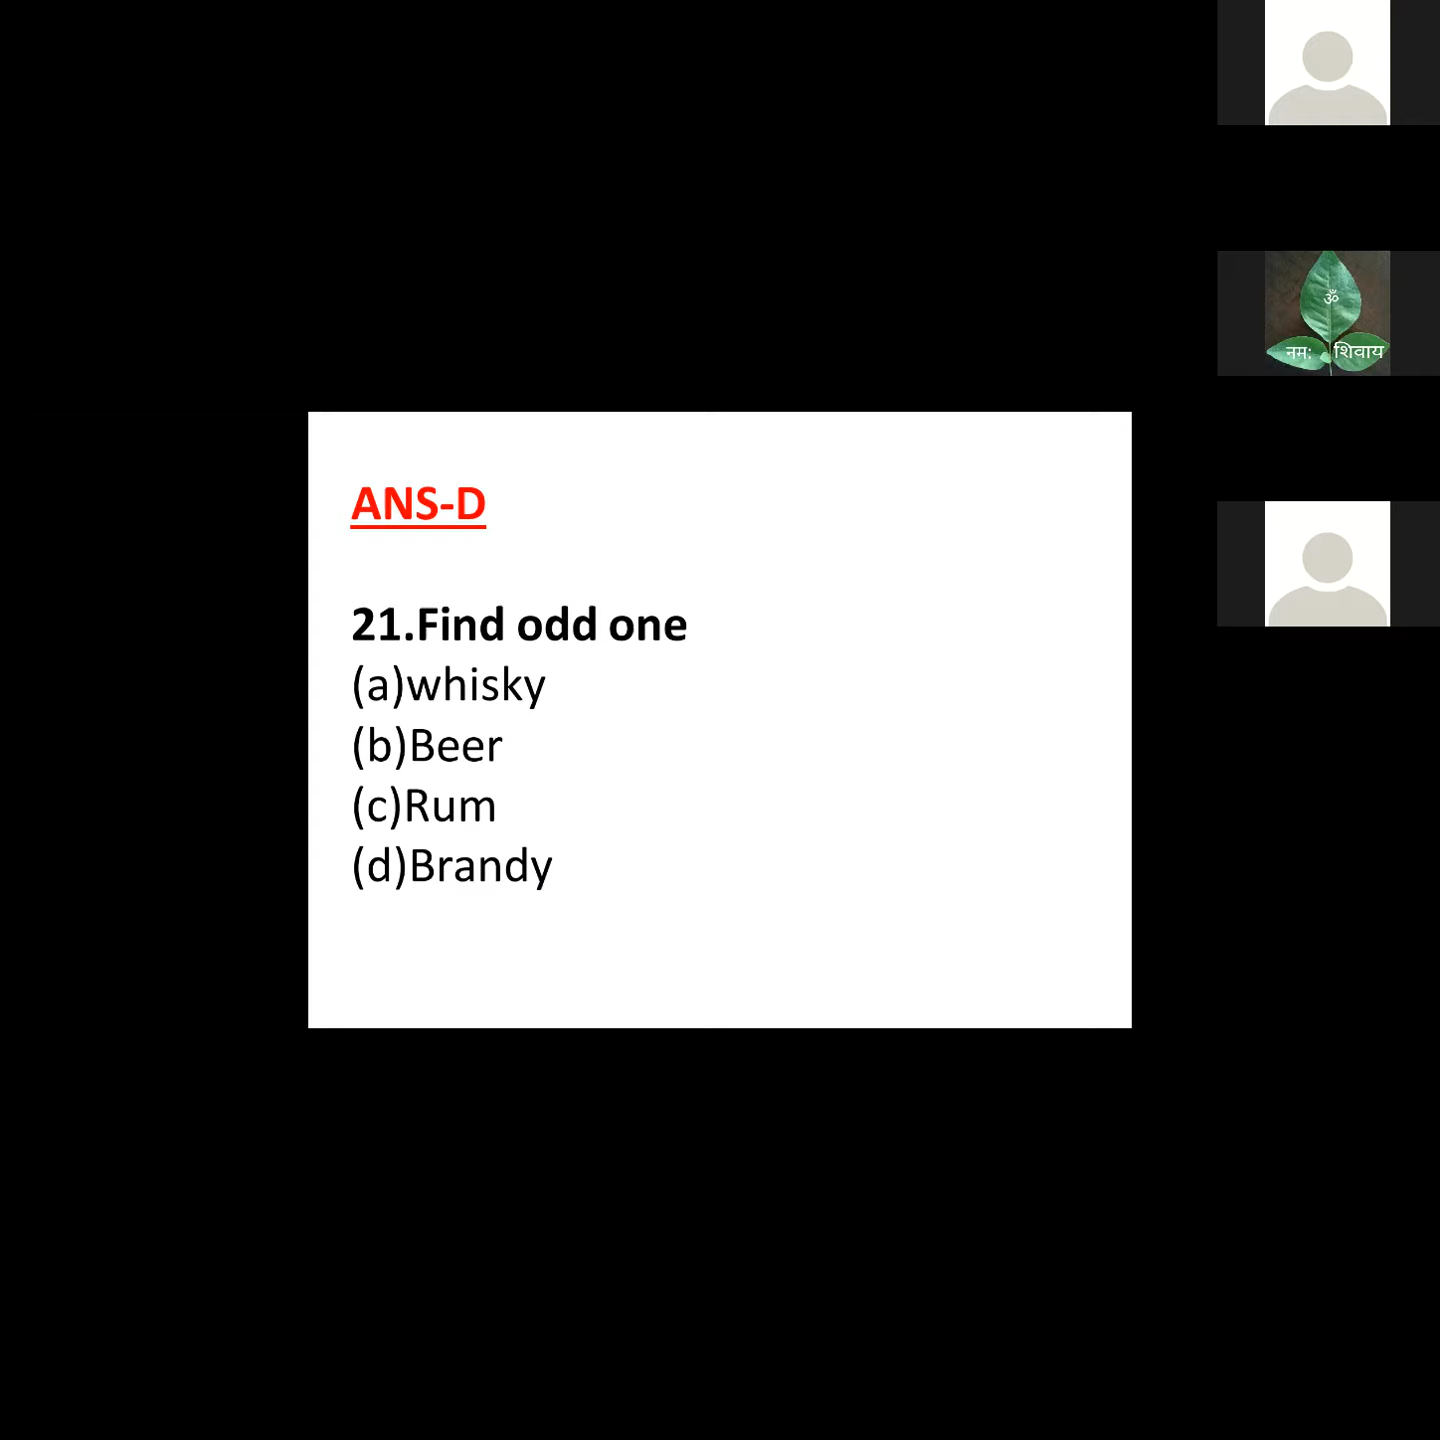 ANS-D
21.Find odd one
(a)whisky
(b)Beer
(c)Rum
(d)Brandy
ॐ
नम: शिवाय